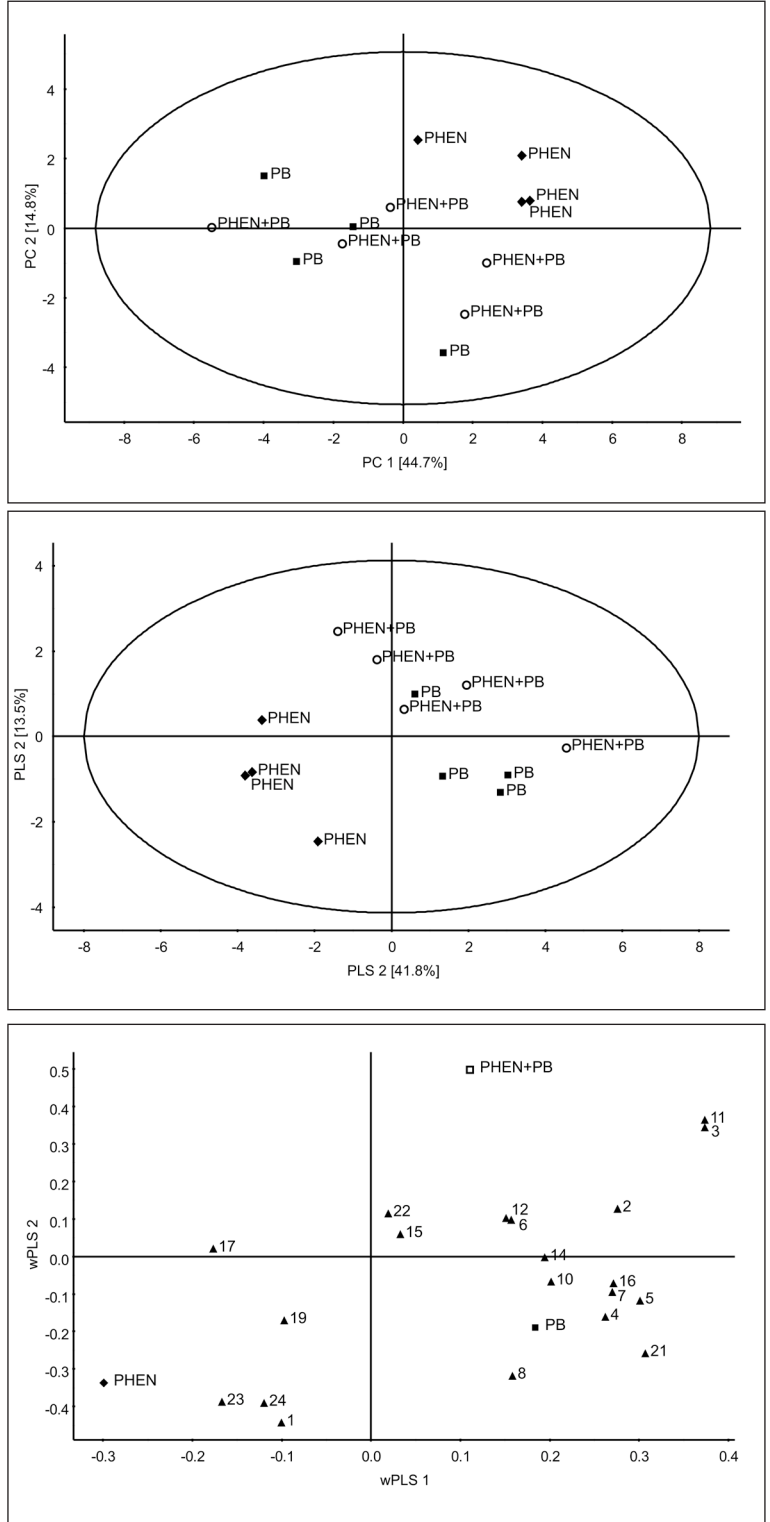 4
PHEN
PHEN
2
PB
PHEN
PHEN+PB
PHEN
PHEN+PB
PB
0
PHEN+PB
PB
PHEN+PB
-2
PHEN+PB
PB
-4
PC 2 [14.8%]
-8 -6 -4 -2 0 2 4 6 8
PC 1 [44.7%]
4
PHEN+PB
2
PHEN+PB
PHEN+PB
PB
PHEN+PB
PHEN
0
PHEN+PB
PHEN
PB
PB
PHEN
PB
-2
PHEN
-4
PLS 2 [13.5%]
-8 -6 -4 -2 0 2 4 6 8
PLS 2 [41.8%]
0.5
PHEN+PB
0.4
11
3
0.3
0.2
2
0.1
22
12
6
15
17
0.0
14
10
16
7
5
-0.1
4
19
PB
-0.2
21
-0.3
8
PHEN
23
24
-0.4
1
wPLS 2
-0.3 -0.2 -0.1 0.0 0.1 0.2 0.3 0.4
wPLS 1